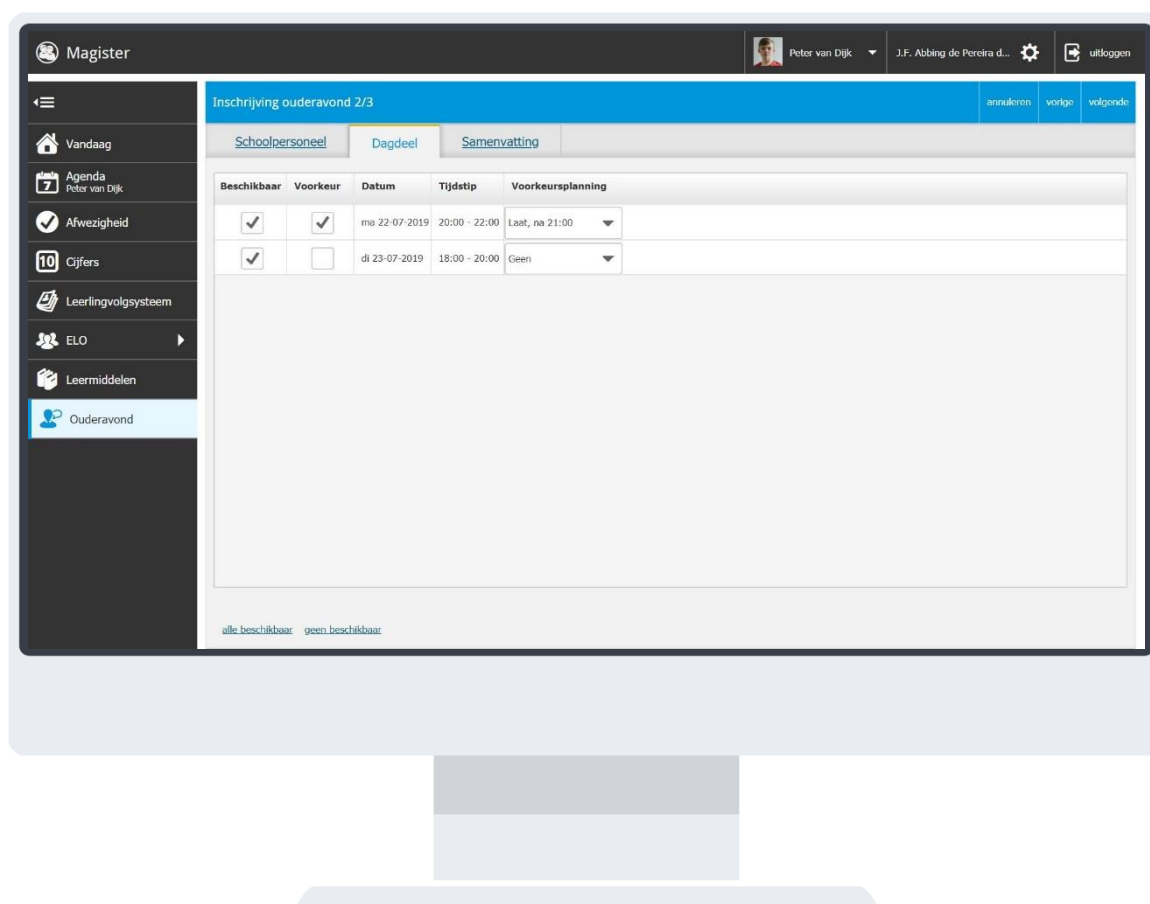 Magister
Peter van Dijk
J.F. Abbing de Pereira d...
uitloggen
Inschrijving ouderavond 2/3
annuleren vorige volgende
Vandaag
7 Agenda
Peter van Dijk
Afwezigheid
10 Cijfers
Leerlingvolgsysteem
ELO
Leermiddelen
Ouderavond
Schoolpersoneel Dagdeel Samenvatting
Beschikbaar Voorkeur Datum Tijdstip Voorkeursplanning
ma 22-07-2019 20:00 - 22:00 Laat, na 21:00
di 23-07-2019 18:00 - 20:00 Geen
alle beschikbaar geen beschikbaar